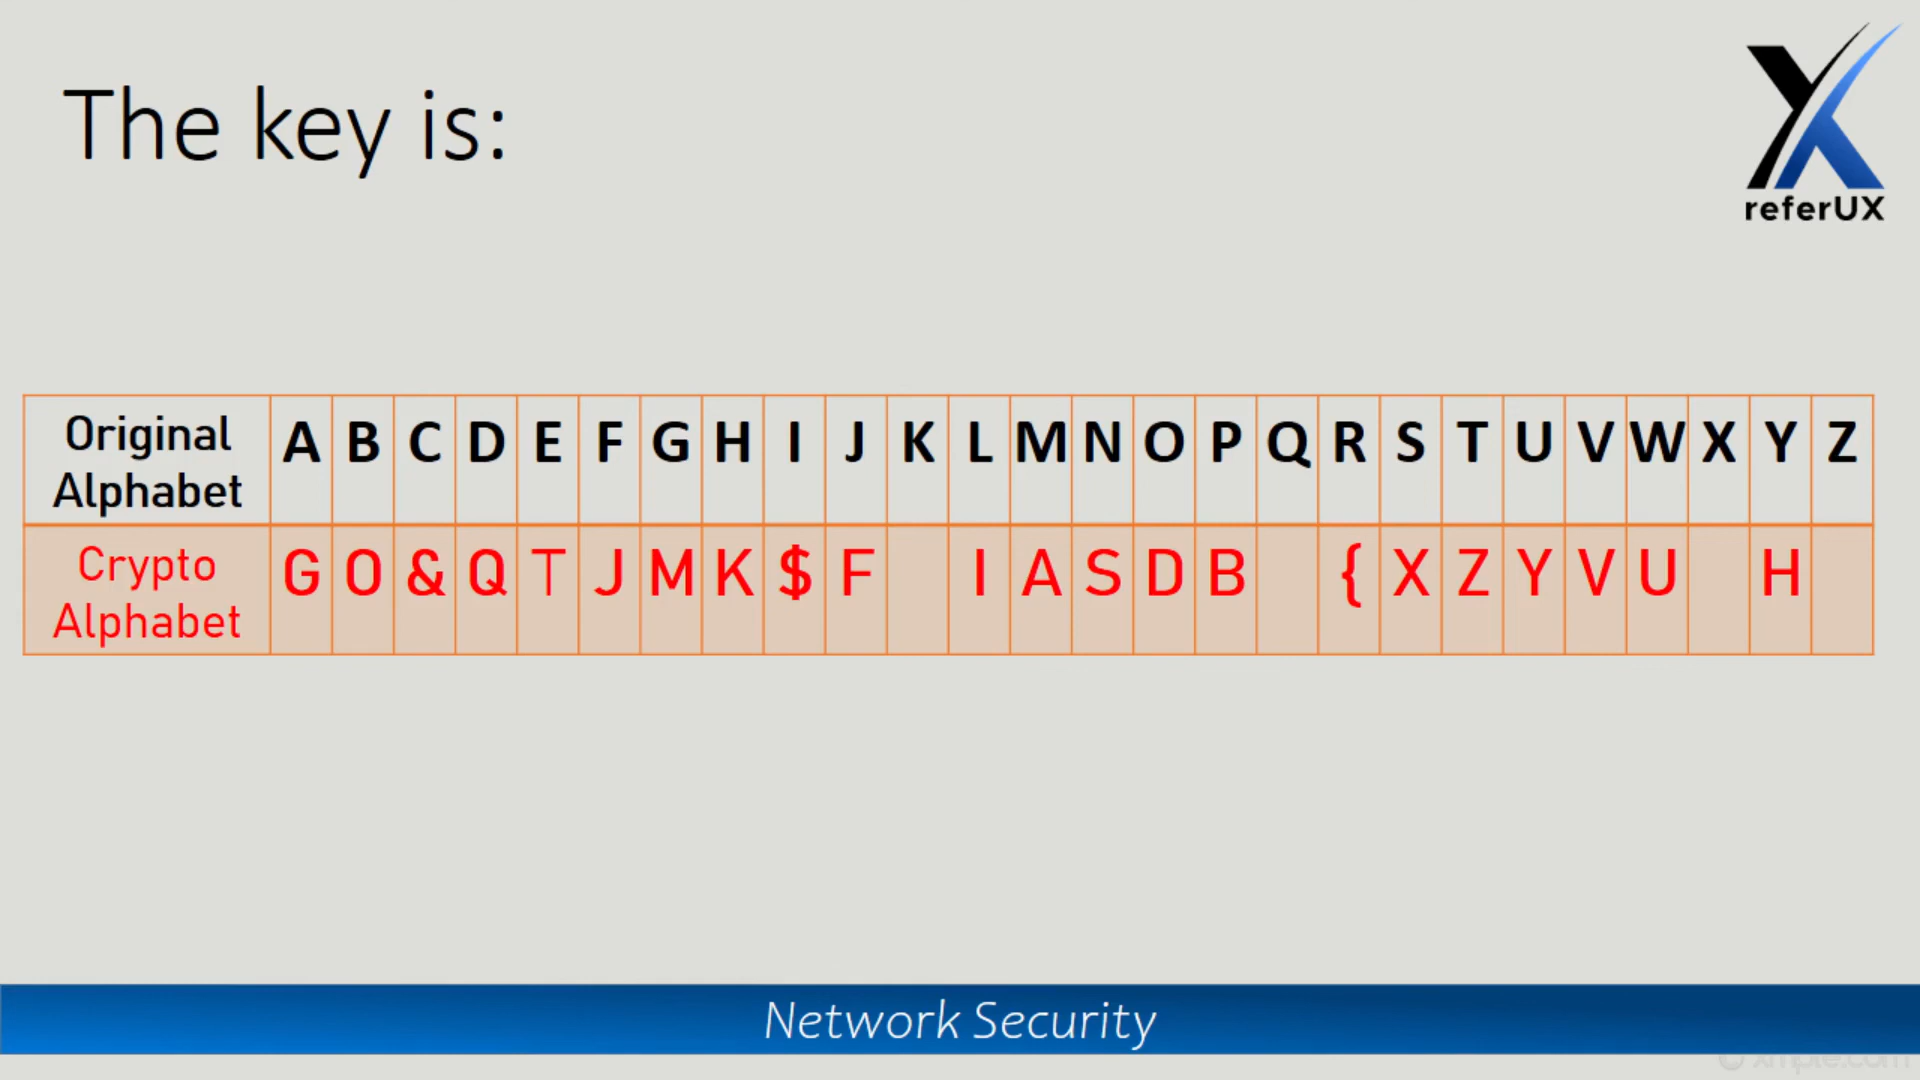 The key is:
referUX
Original Alphabet A B C D E F G H I J K L M N O P Q R S T U V W X Y Z
Crypto Alphabet G O & Q T J M K $ F I A S D B { X Z Y V U H
Network Security